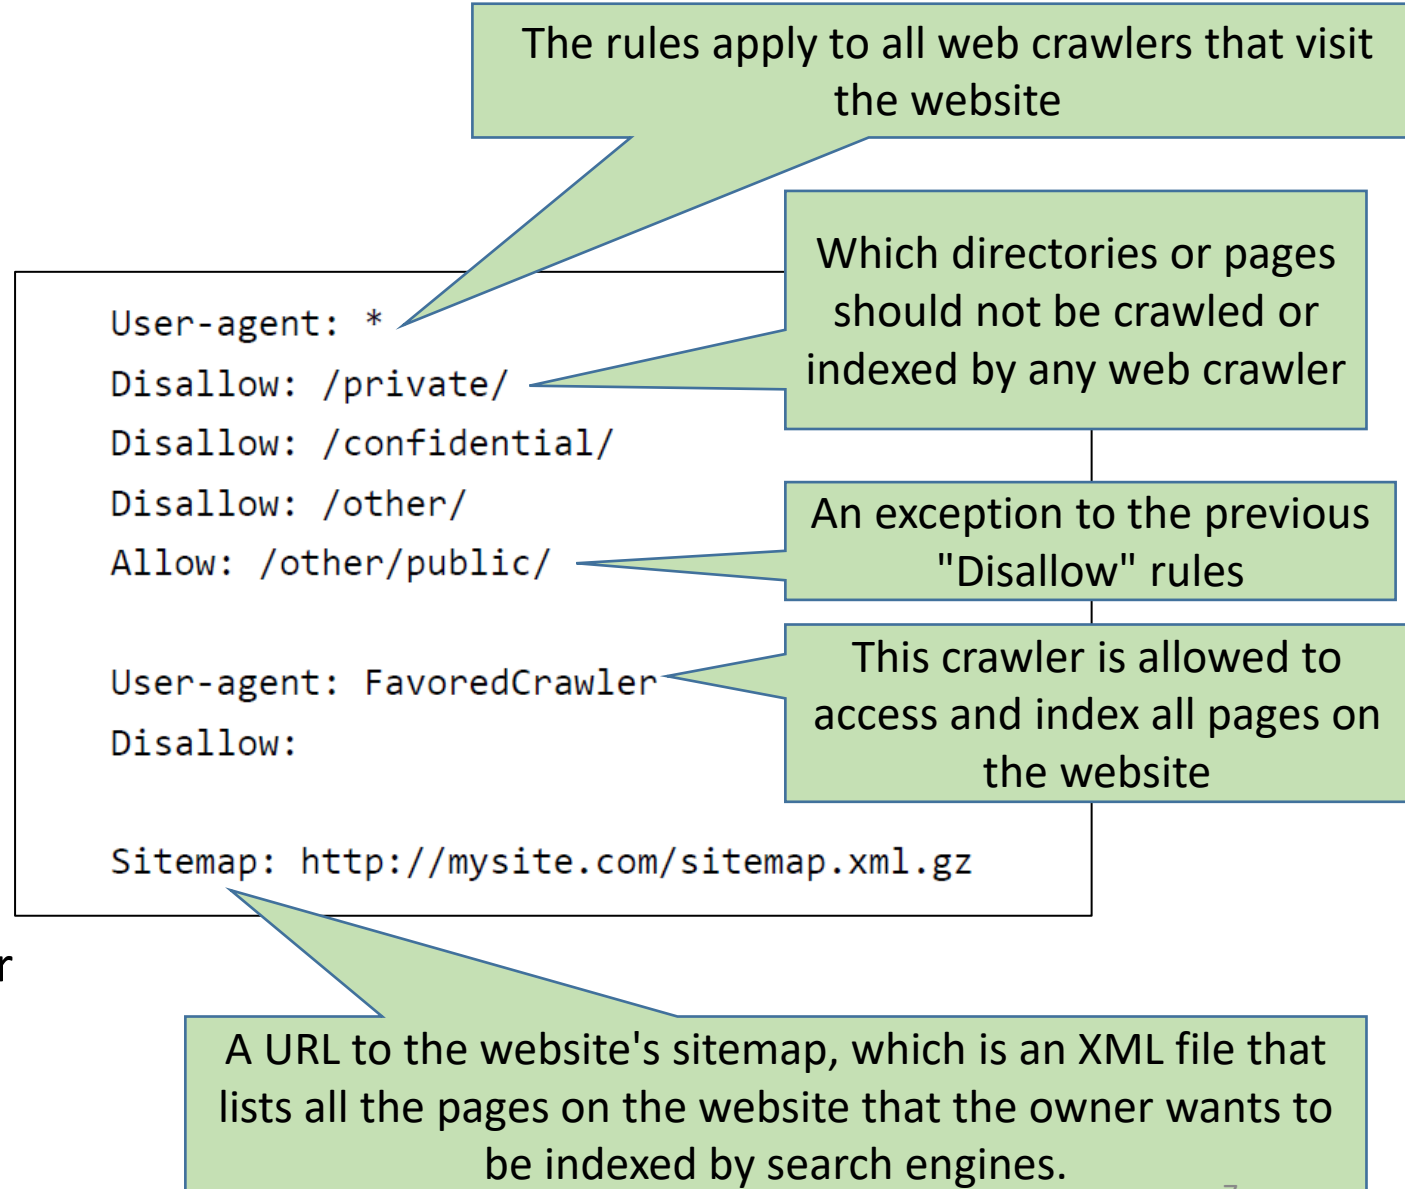 The rules apply to all web crawlers that visit
the website
Which directories or pages
should not be crawled or
indexed by any web crawler
User-agent: *
Disallow: /private/
Disallow: /confidential/
Disallow: /other/
Allow: /other/public/
An exception to the previous
"Disallow" rules
User-agent: FavoredCrawler
Disallow:
This crawler is allowed to
access and index all pages on
the website
Sitemap: http://mysite.com/sitemap.xml.gz
r
A URL to the website's sitemap, which is an XML file that
lists all the pages on the website that the owner wants to
be indexed by search engines.